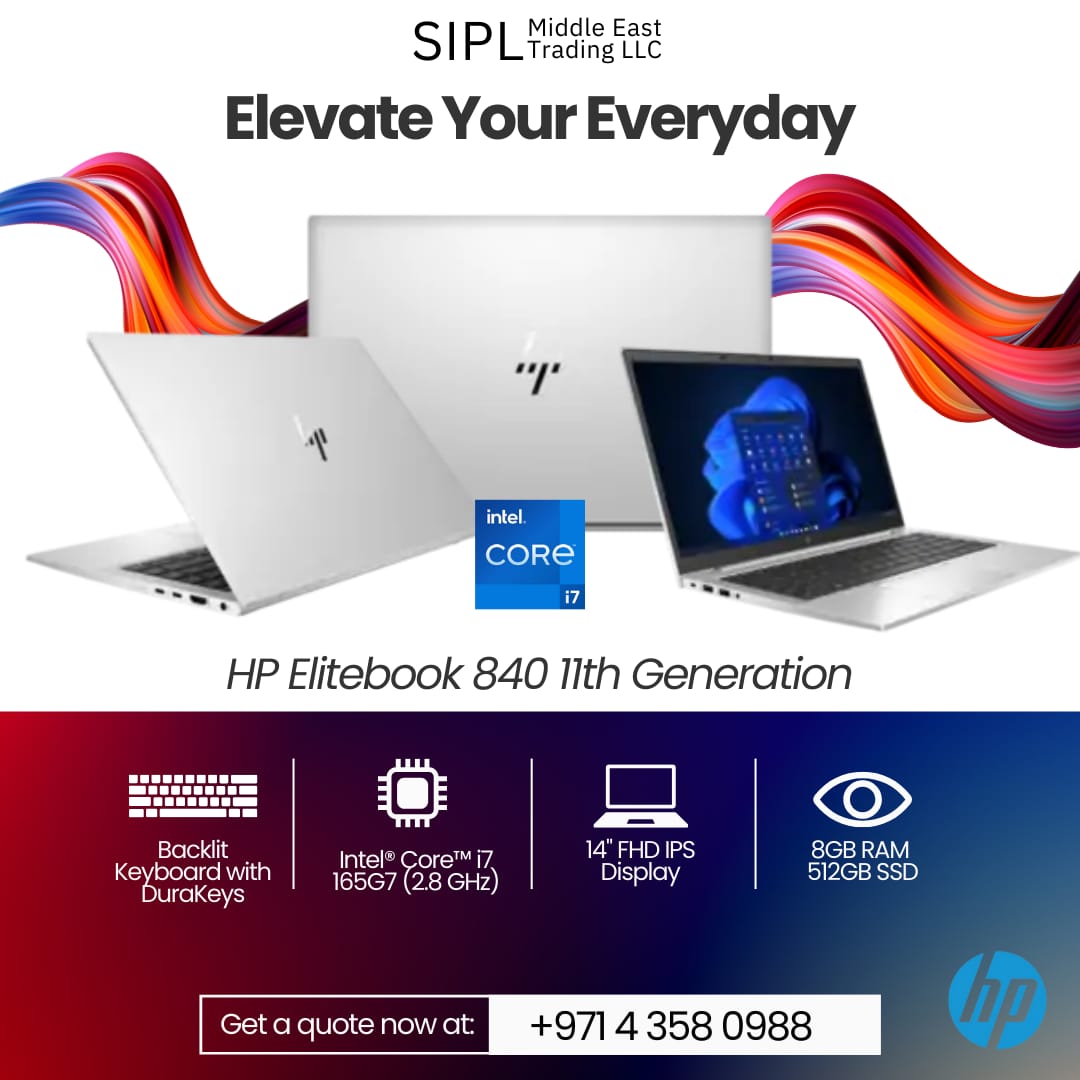 SIPL Middle East
Trading LLC
Elevate Your Everyday
intel.
CORe™
i7
HP Elitebook 840 11th Generation
Backlit
Keyboard with
DuraKeys
Intel® Core™ i7
165G7 (2.8 GHz)
14" FHD IPS
Display
8GB RAM
512GB SSD
hp
Get a quote now at: +971 4 358 0988